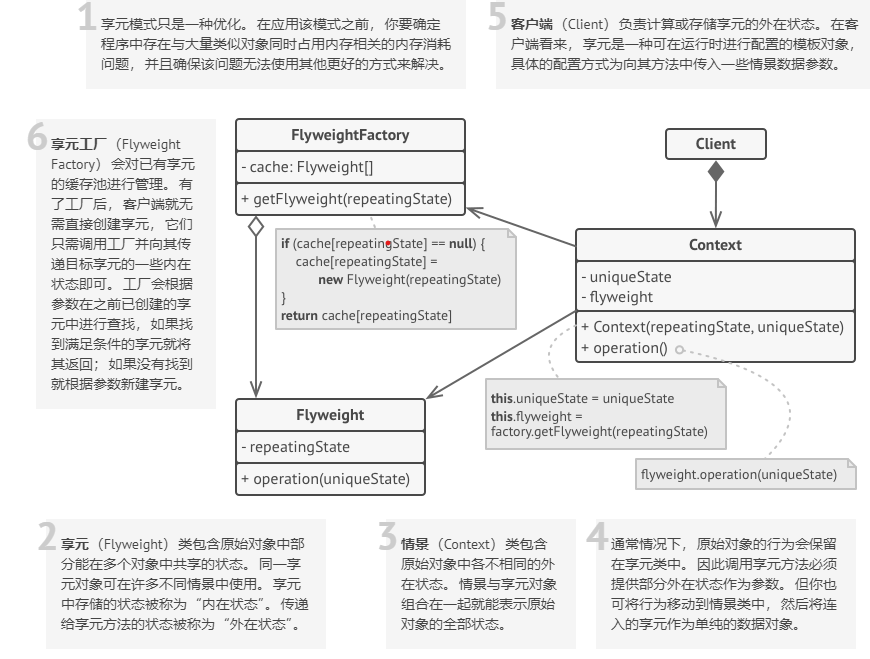 1
享元模式只是一种优化。 在应用该模式之前， 你要确定
程序中存在与大量类似对象同时占用内存相关的内存消耗
问题， 并且确保该问题无法使用其他更好的方式来解决。
5
客户端 （Client） 负责计算或存储享元的外在状态。 在客
户端看来， 享元是一种可在运行时进行配置的模板对象，
具体的配置方式为向其方法中传入一些情景数据参数。
6
享元工厂 （Flyweight
Factory） 会对已有享元
的缓存池进行管理。 有
了工厂后， 客户端就无
需直接创建享元， 它们
只需调用工厂并向其传
递目标享元的一些内在
状态即可。 工厂会根据
参数在之前已创建的享
元中进行查找， 如果找
到满足条件的享元就将
其返回； 如果没有找到
就根据参数新建享元。
FlyweightFactory
- cache: Flyweight[]
+ getFlyweight(repeatingState)
if (cache[repeatingState] == null) {
cache[repeatingState] =
new Flyweight(repeatingState)
}
return cache[repeatingState]
Client
Context
- uniqueState
- flyweight
+ Context(repeatingState, uniqueState)
+ operation()
this.uniqueState = uniqueState
this.flyweight =
factory.getFlyweight(repeatingState)
flyweight.operation(uniqueState)
Flyweight
- repeatingState
+ operation(uniqueState)
2
享元 （Flyweight） 类包含原始对象中部
分能在多个对象中共享的状态。 同一享
元对象可在许多不同情景中使用。 享元
中存储的状态被称为 “内在状态”。 传递
给享元方法的状态被称为 “外在状态”。
3
情景 （Context） 类包含
原始对象中各不相同的外
在状态。 情景与享元对象
组合在一起就能表示原始
对象的全部状态。
4
通常情况下， 原始对象的行为会保留
在享元类中。 因此调用享元方法必须
提供部分外在状态作为参数。 但你也
可将行为移动到情景类中， 然后将连
入的享元作为单纯的数据对象。